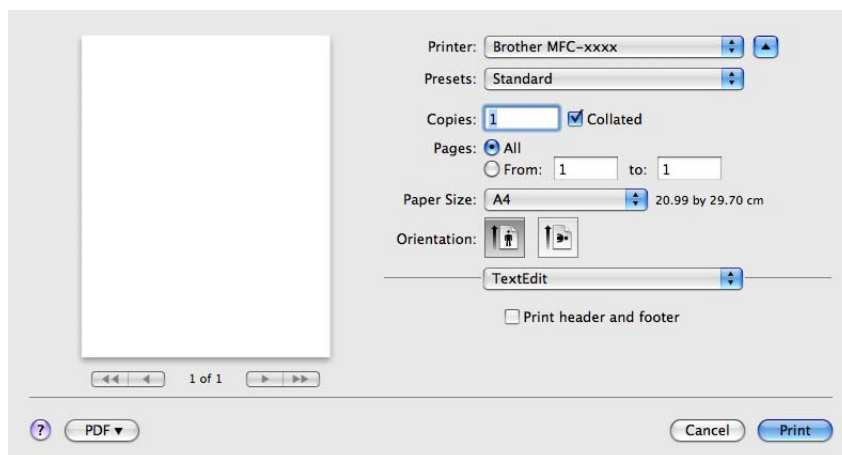 Printer: Brother MFC-xxxx
Presets: Standard
Copies: 1 Collated
Pages: All
From: 1 to: 1
Paper Size: A4 20.99 by 29.70 cm
Orientation:
TextEdit
Print header and footer
1 of 1
? PDF ▾ Cancel Print